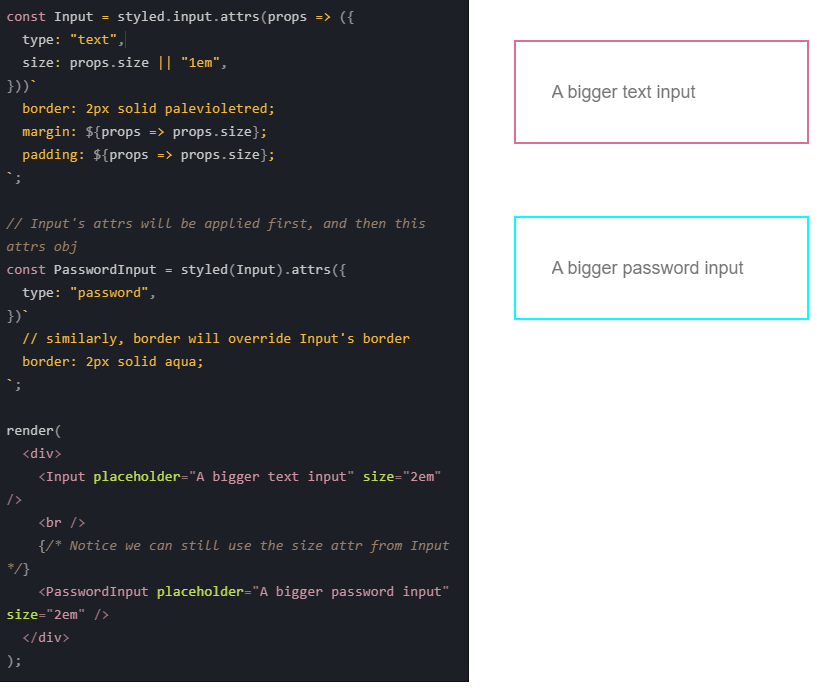 const Input = styled.input.attrs(props => ({
  type: "text",
  size: props.size || "1em",
}))`
  border: 2px solid palevioletred;
  margin: ${props => props.size};
  padding: ${props => props.size};
`;

// Input's attrs will be applied first, and then this
attrs obj
const PasswordInput = styled(Input).attrs({
  type: "password",
})`
  // similarly, border will override Input's border
  border: 2px solid aqua;
`;

render(
  <div>
    <Input placeholder="A bigger text input" size="2em"
/>
    <br />
    {/* Notice we can still use the size attr from Input
*/}
    <PasswordInput placeholder="A bigger password input"
size="2em" />
  </div>
);
A bigger text input
A bigger password input